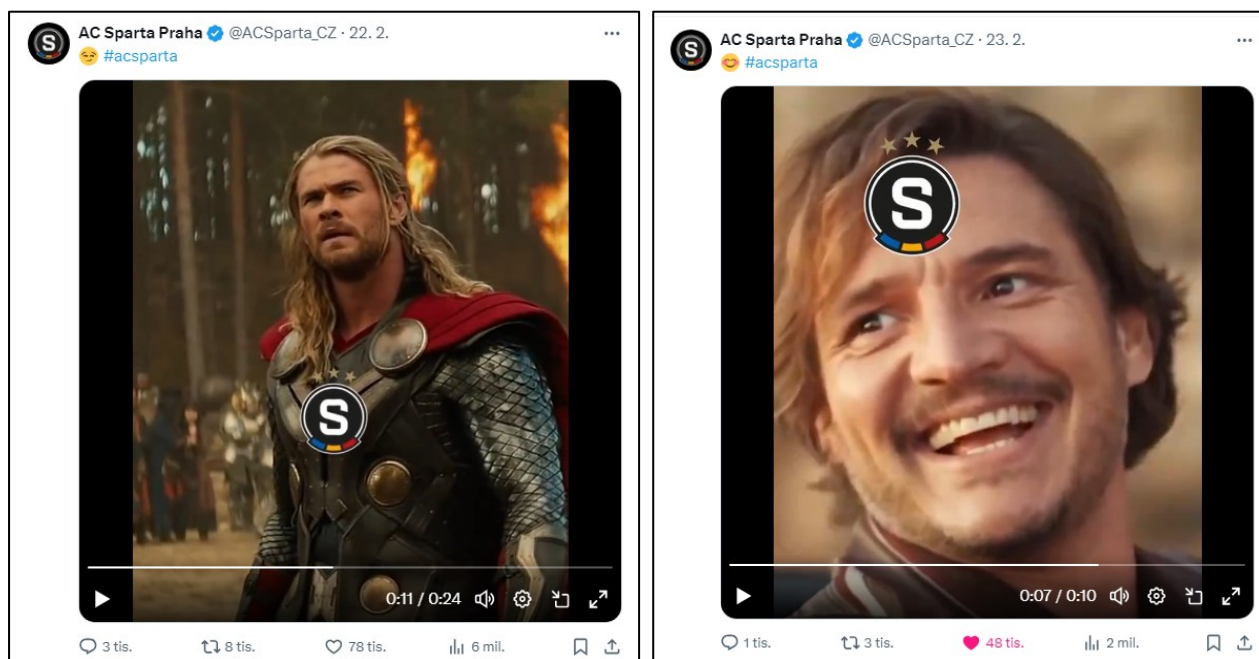 AC Sparta Praha @ACSparta_CZ · 22. 2.
#acsparta
S
S
0:11 / 0:24
3 tis. 8 tis. 78 tis. 6 mil.
AC Sparta Praha @ACSparta_CZ · 23. 2.
#acsparta
S
S
0:07 / 0:10
1 tis. 3 tis. 48 tis. 2 mil.